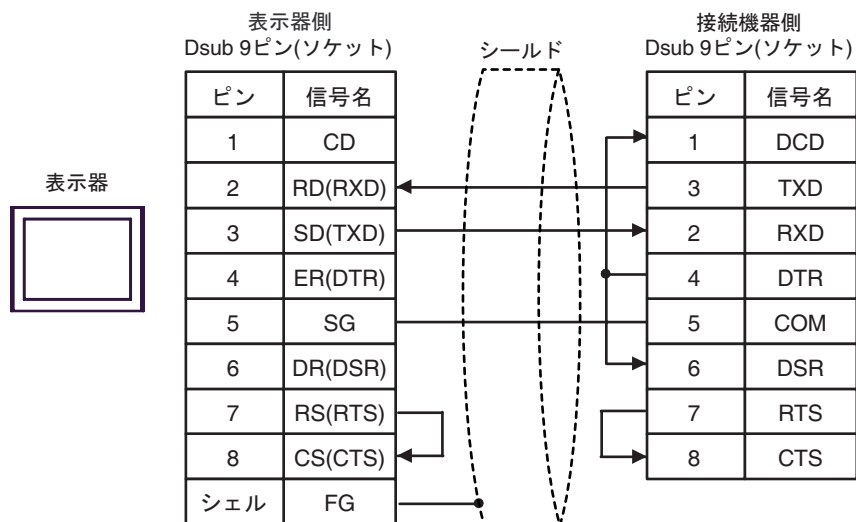 表示器側
Dsub 9ピン(ソケット)
シールド
接続機器側
Dsub 9ピン(ソケット)
表示器
ピン 信号名
1 CD
2 RD(RXD)
3 SD(TXD)
4 ER(DTR)
5 SG
6 DR(DSR)
7 RS(RTS)
8 CS(CTS)
シェル FG
ピン 信号名
1 DCD
3 TXD
2 RXD
4 DTR
5 COM
6 DSR
7 RTS
8 CTS